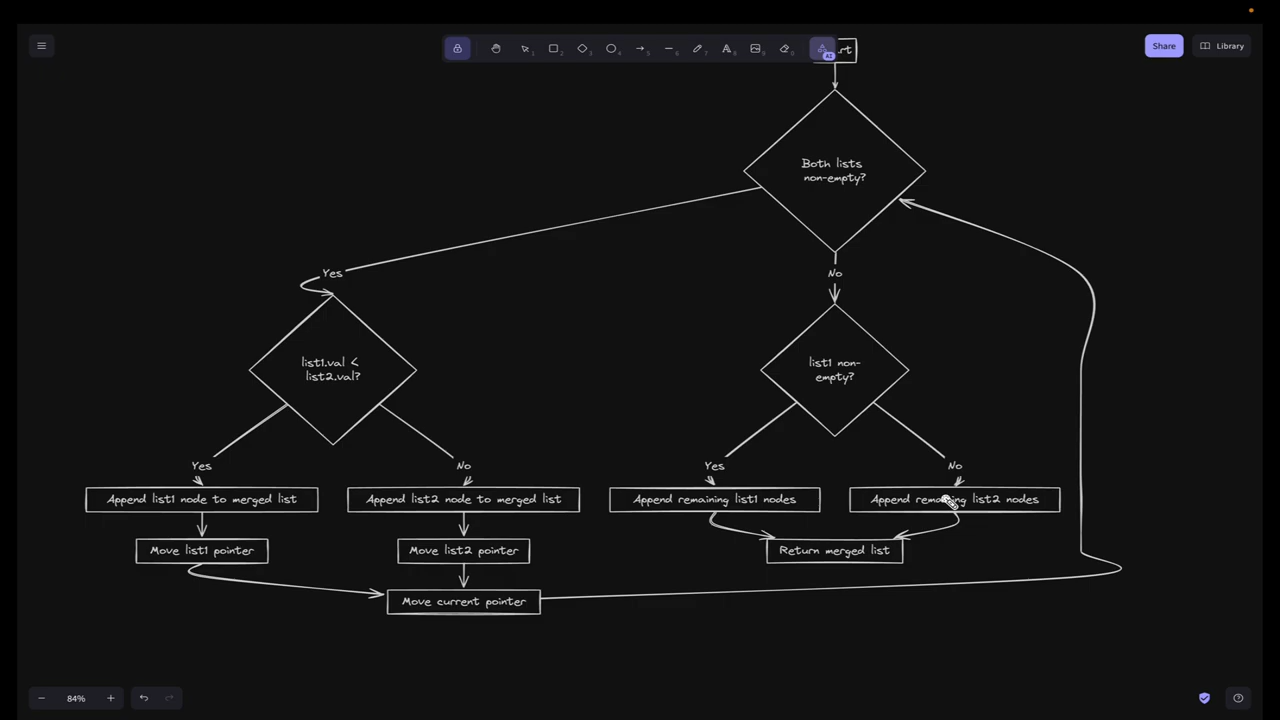 Share
Library
rt
Both lists
non-empty?
Yes
No
list1.val <
list2.val?
list1 non-
empty?
Yes
No
Yes
No
Append list1 node to merged list
Append list2 node to merged list
Append remaining list1 nodes
Append remaining list2 nodes
Move list1 pointer
Move list2 pointer
Return merged list
Move current pointer
84%